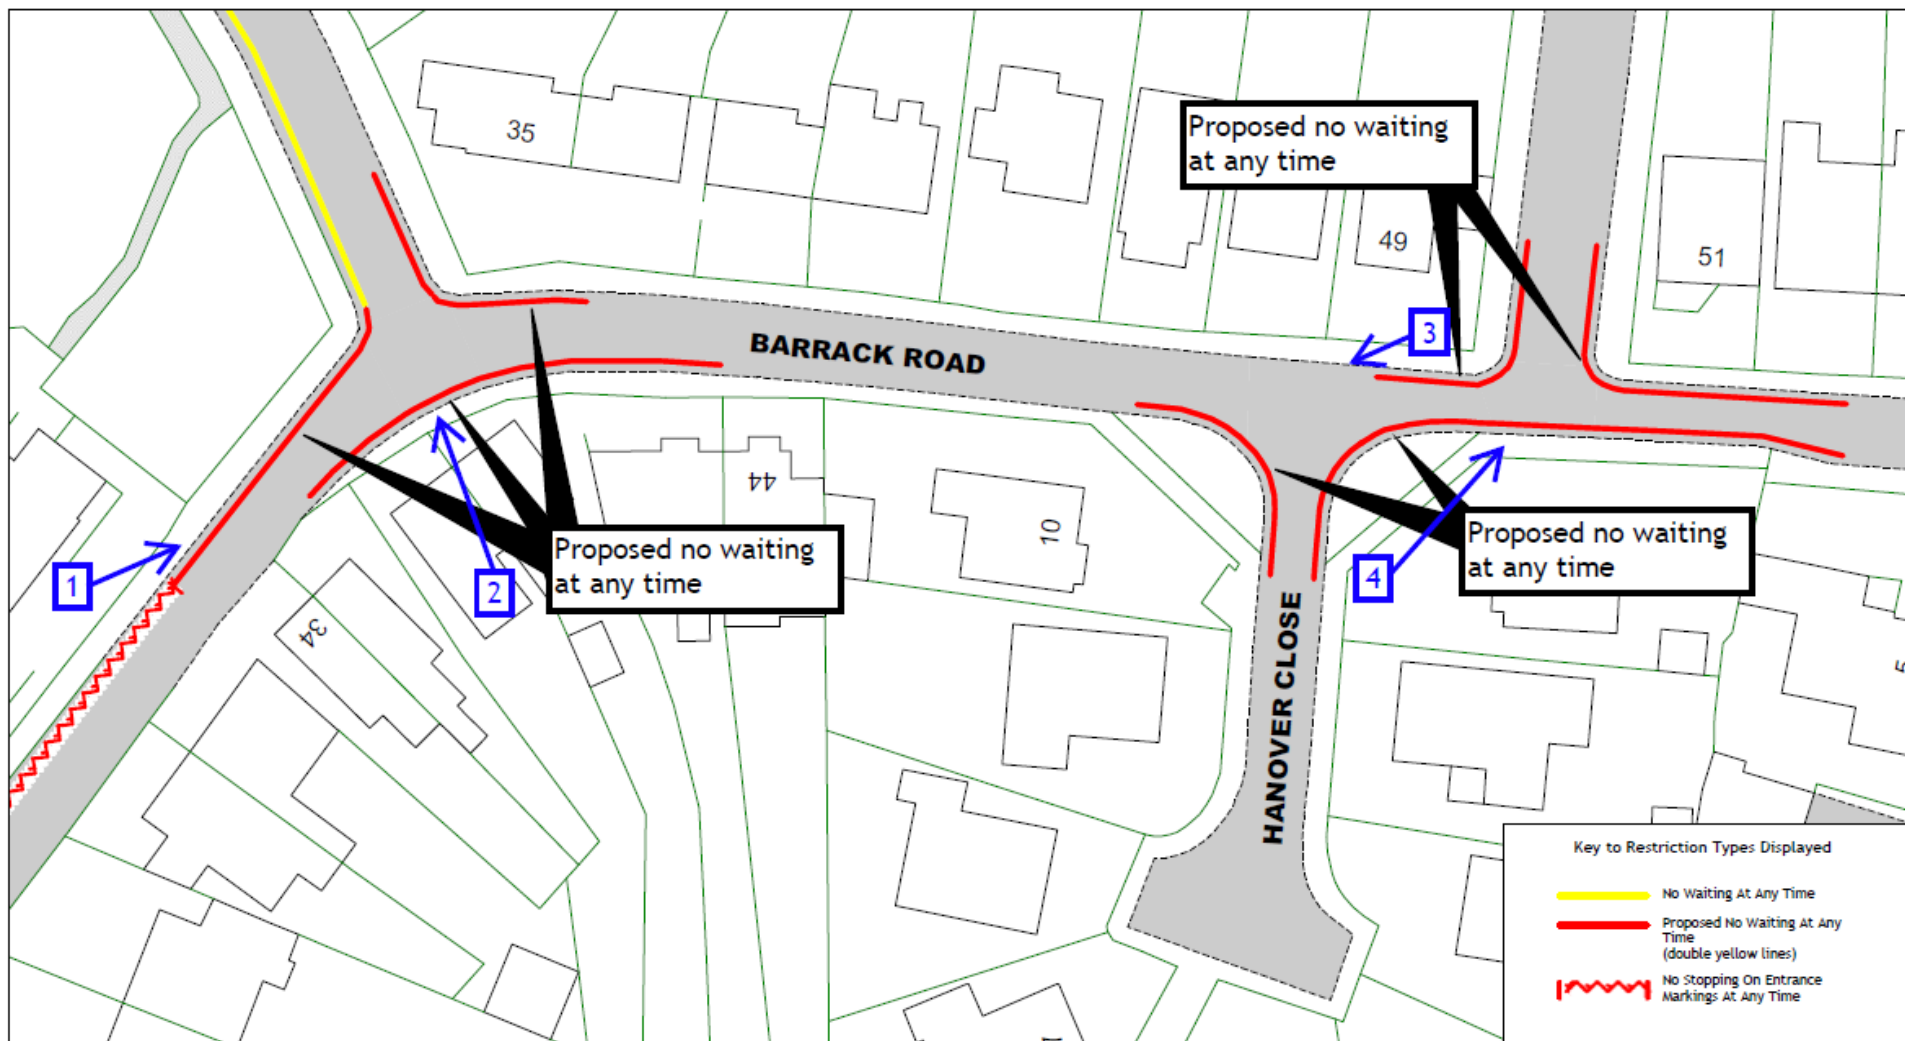 35
Proposed no waiting
at any time
49
51
3
BARRACK ROAD
44
10
Proposed no waiting
at any time
Proposed no waiting
at any time
1
2
4
34
HANOVER CLOSE
Key to Restriction Types Displayed
No Waiting At Any Time
Proposed No Waiting At Any
Time
(double yellow lines)
No Stopping On Entrance
Markings At Any Time